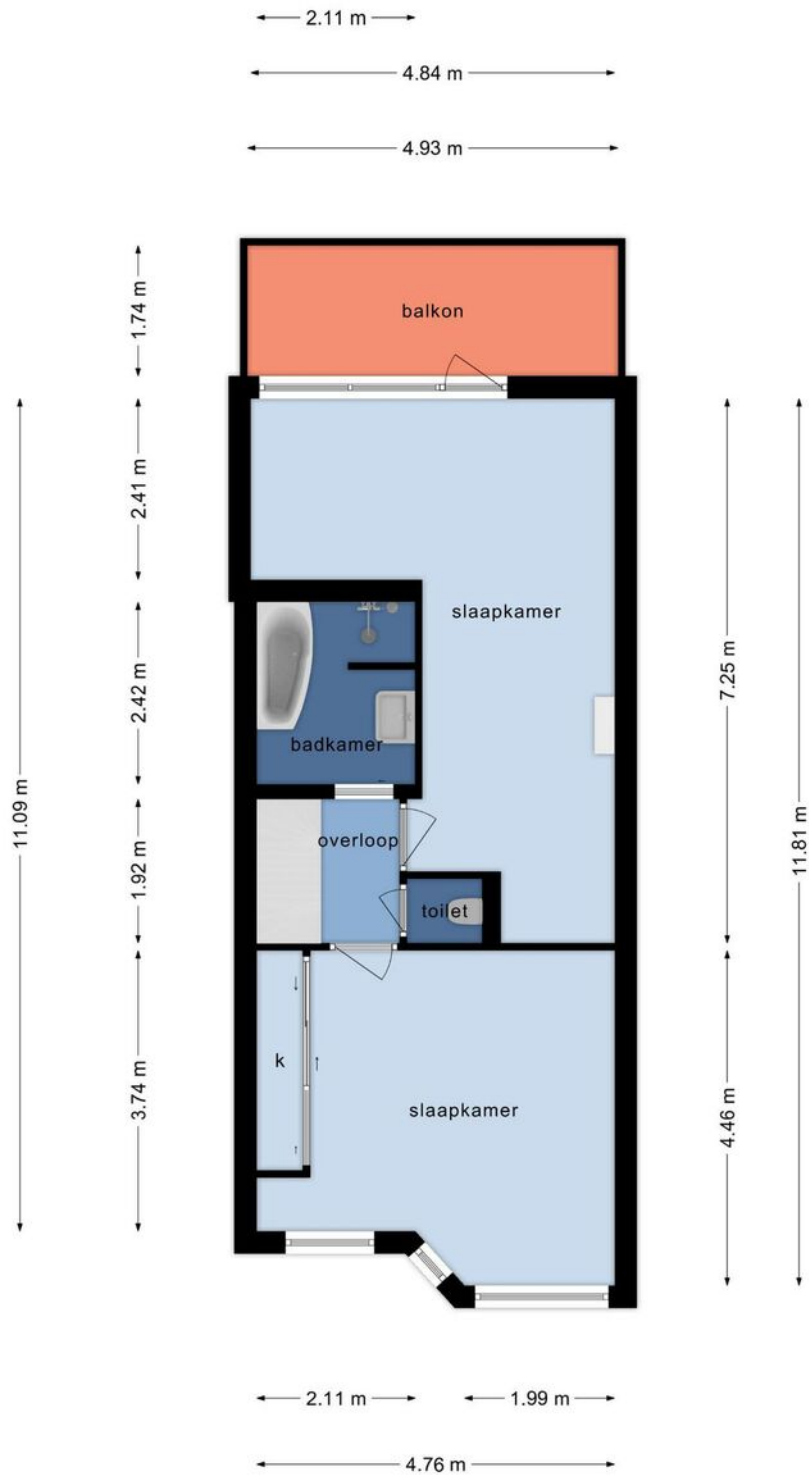 2.11 m
4.84 m
4.93 m
1.74 m
balkon
2.41 m
slaapkamer
7.25 m
2.42 m
badkamer
11.09 m
11.81 m
overloop
1.92 m
toilet
k
3.74 m
slaapkamer
4.46 m
2.11 m
1.99 m
4.76 m